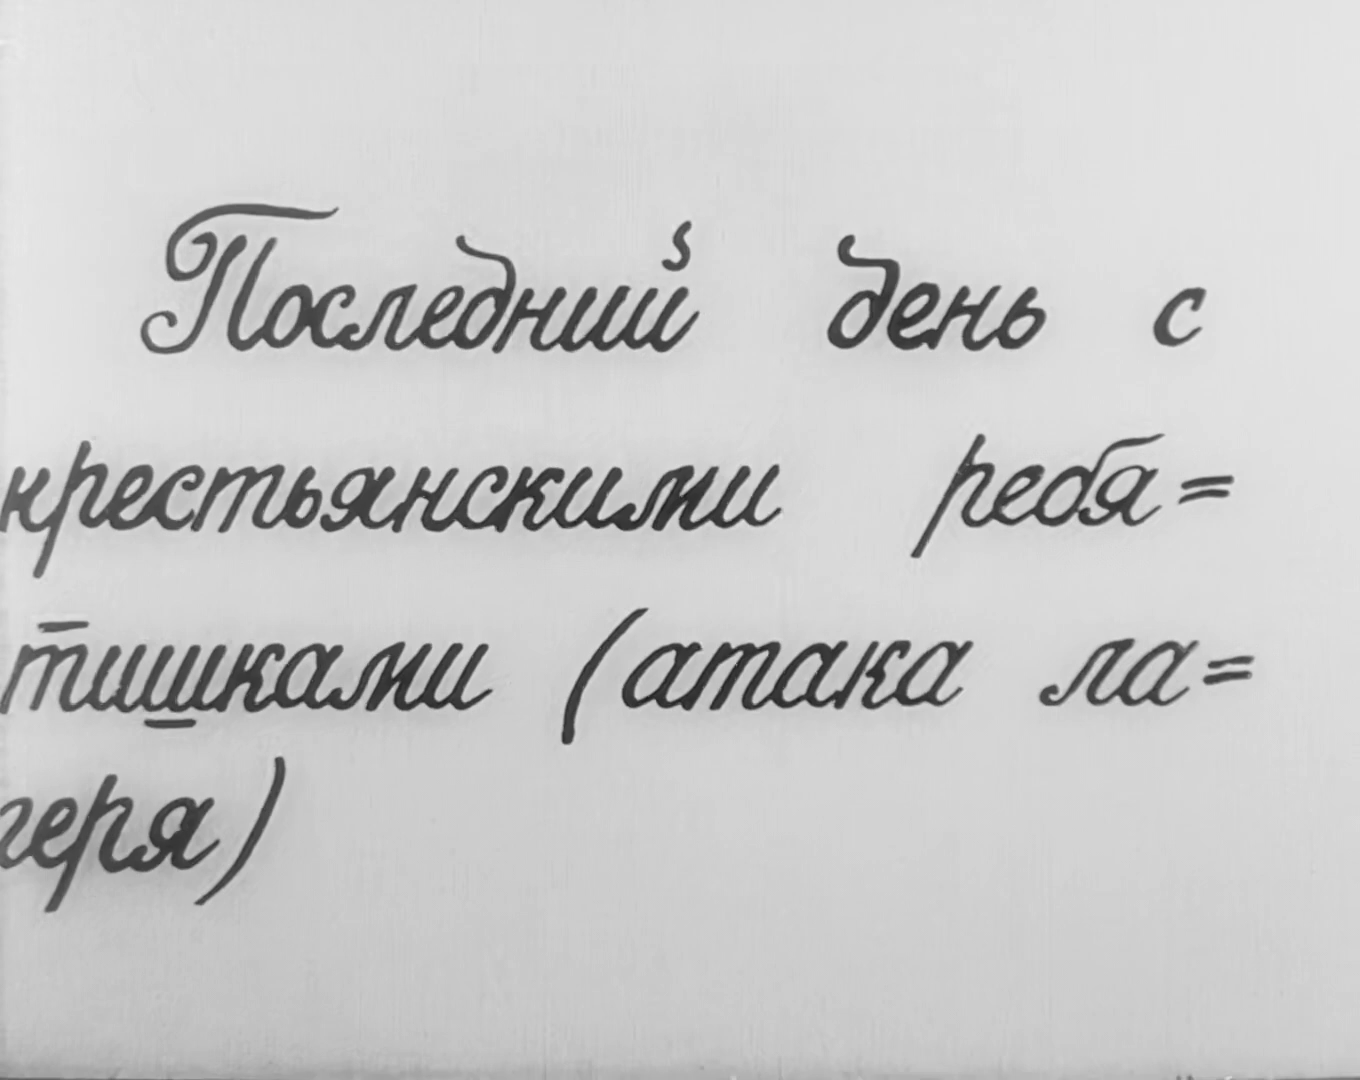 Последний день с
крестьянскими ребя=
тишками (атака ла=
геря)